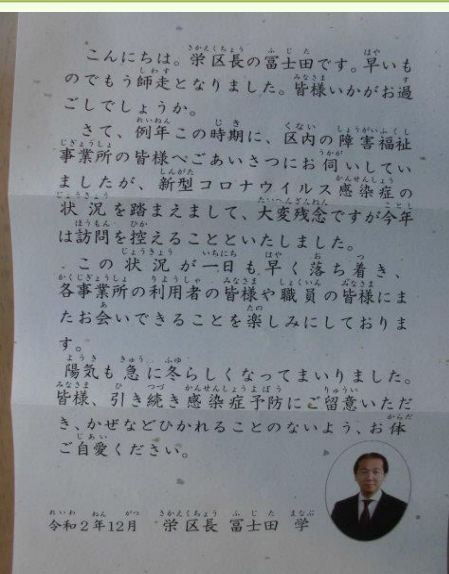 こんにちは。栄区長の冨士田です。早いも
のでもう師走となりました。皆様いかがお過
ごしでしょうか。
さて、例年この時期に、区内の障害福祉
事業所の皆様へごあいさつにお伺いしてい
ましたが、新型コロナウイルス感染症の
状況を踏まえまして、大変残念ですが今年
は訪問を控えることといたしました。
この状況が一日も早く落ち着き、
各事業所の利用者の皆様や職員の皆様にま
たお会いできることを楽しみにしておりま
す。
陽気も急に冬らしくなってまいりました。
皆様、引き続き感染症予防にご留意いただ
き、かぜなどひかれることのないよう、お体
ご自愛ください。
令和2年12月 栄区長 冨士田 学